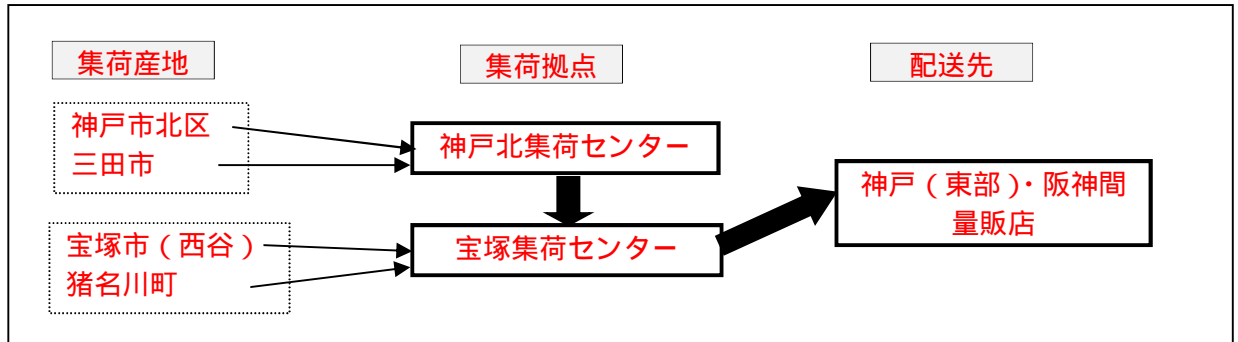 集荷産地
集荷拠点
配送先
神戸市北区
三田市
神戸北集荷センター
宝塚市（西谷）
猪名川町
宝塚集荷センター
神戸（東部）・阪神間
量販店